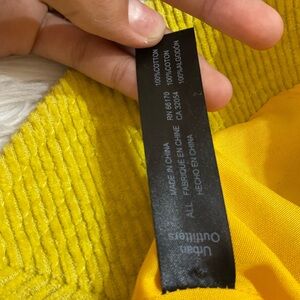 Urban
Outfitters
ALL
MADE IN CHINA
FABRIQUE EN CHINE
HECHO EN CHINA
RN 66170
CA 32054
100%COTTON
100%COTON
100%ALGODÓN